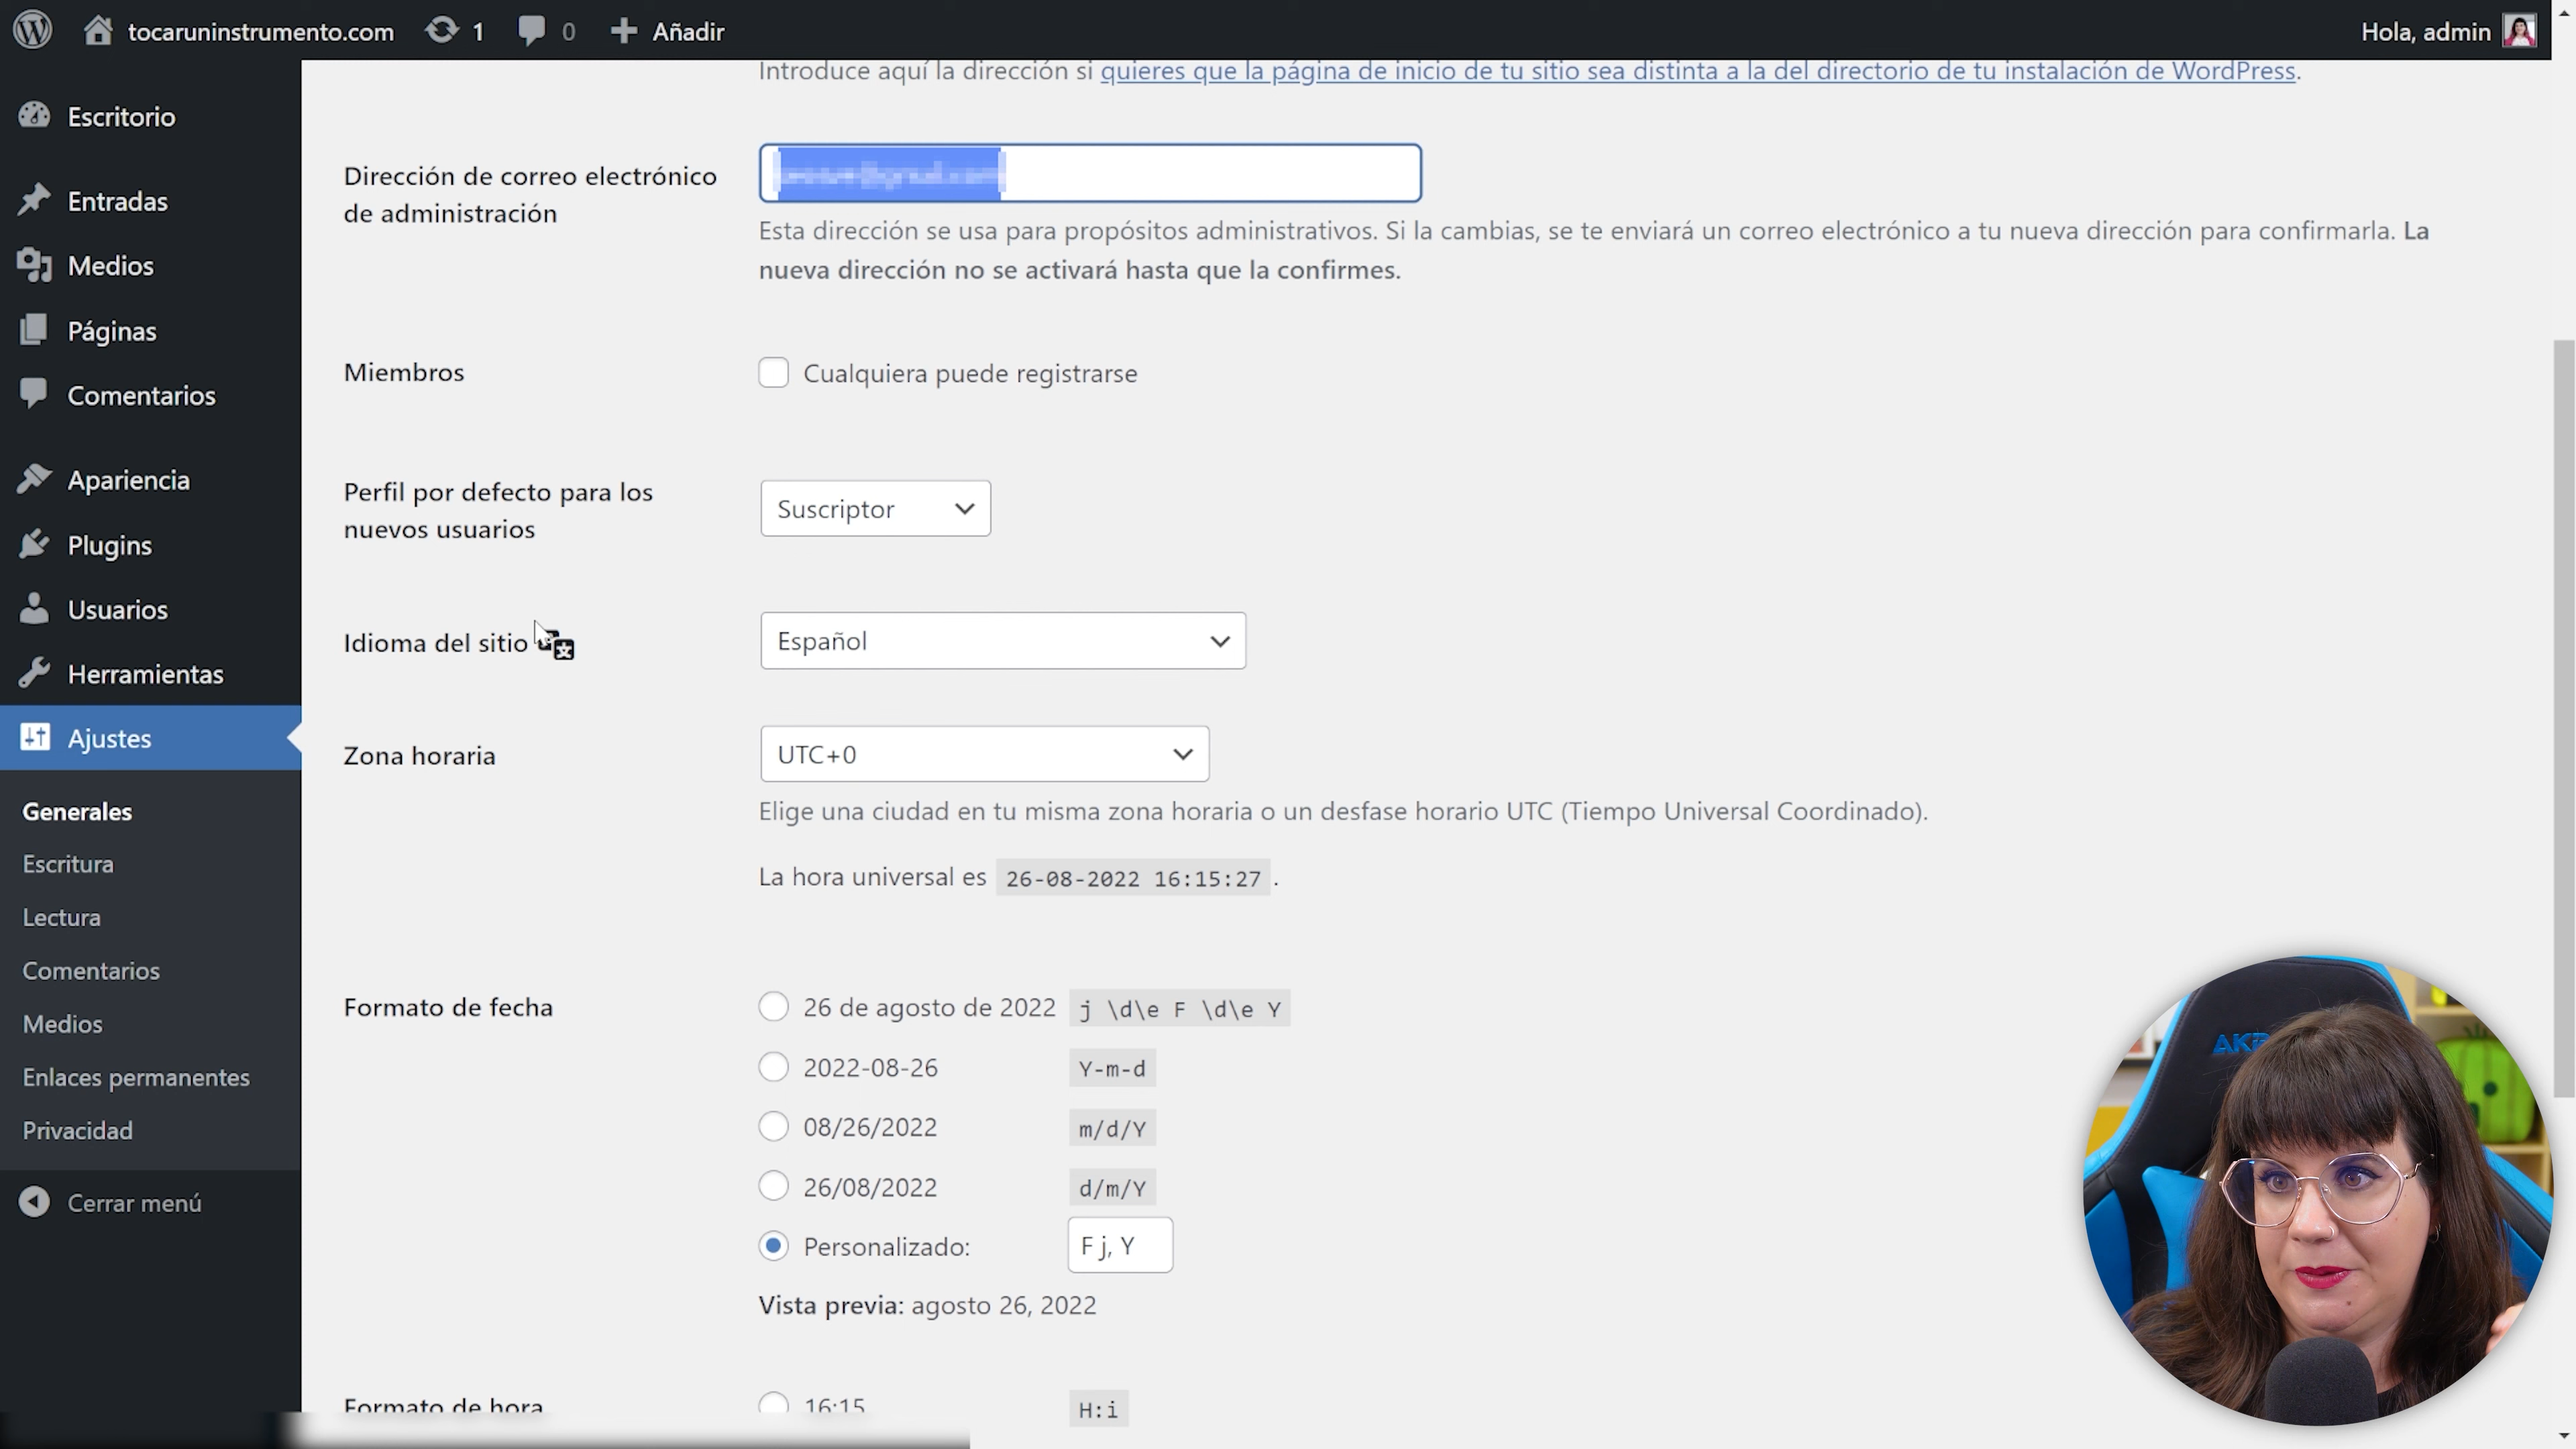 tocaruninstrumento.com 1 0 Añadir Hola, admin
Escritorio
Entradas
Medios
Páginas
Comentarios
Apariencia
Plugins
Usuarios
Herramientas
Ajustes
Generales
Escritura
Lectura
Comentarios
Medios
Enlaces permanentes
Privacidad
Cerrar menú
Introduce aquí la dirección si quieres que la página de inicio de tu sitio sea distinta a la del directorio de tu instalación de WordPress.
Dirección de correo electrónico
de administración
Esta dirección se usa para propósitos administrativos. Si la cambias, se te enviará un correo electrónico a tu nueva dirección para confirmarla. La
nueva dirección no se activará hasta que la confirmes.
Miembros
Cualquiera puede registrarse
Perfil por defecto para los
nuevos usuarios
Suscriptor
Idioma del sitio
Español
Zona horaria
UTC+0
Elige una ciudad en tu misma zona horaria o un desfase horario UTC (Tiempo Universal Coordinado).
La hora universal es 26-08-2022 16:15:27 .
Formato de fecha
26 de agosto de 2022 j \d\e F \d\e Y
2022-08-26 Y-m-d
08/26/2022 m/d/Y
26/08/2022 d/m/Y
Personalizado: F j, Y
Vista previa: agosto 26, 2022
Formato de hora
16:15 H:i